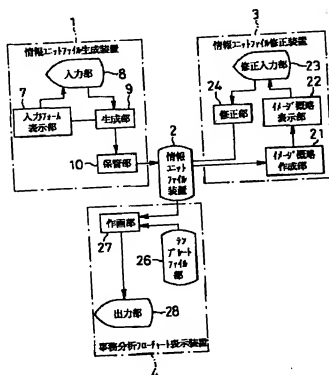 1
情報ユニットファイル生成装置
入力部
8
7
入力フォーム
表示部
9
生成部
10
保管部
2
情報
ユニット
ファイル
装置
3
情報ユニットファイル修正装置
修正入力部
23
24
修正部
22
イメージ概略
表示部
21
イメージ概略
作成部
作画部
27
テン
プレート
ファイル
部
26
出力部
28
事務分析フローチャート表示装置
4